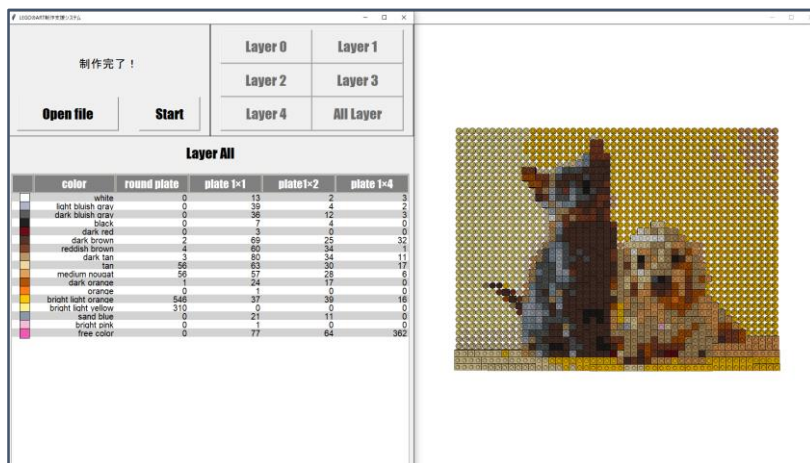 LEGO®ART制作支援システム
制作完了！
Open file
Start
Layer 0
Layer 1
Layer 2
Layer 3
Layer 4
All Layer
Layer All
color round plate plate 1×1 plate1×2 plate 1×4
white 0 13 2 3
light bluish gray 0 39 4 2
dark bluish gray 0 36 12 3
black 0 7 4 0
dark red 0 3 0 0
dark brown 2 69 25 32
reddish brown 4 60 34 1
dark tan 3 80 34 11
tan 56 63 30 17
medium nougat 56 57 28 6
dark orange 1 24 17 0
orange 0 1 0 0
bright light orange 546 37 39 16
bright light yellow 310 0 0 0
sand blue 0 21 11 0
bright pink 0 1 0 0
free color 0 77 64 362